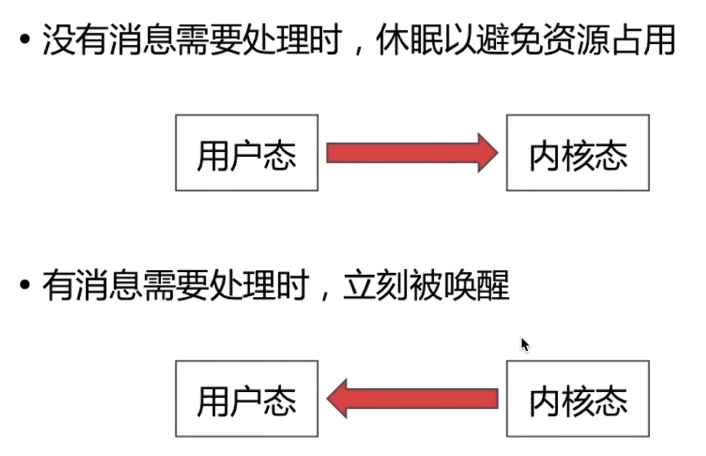 • 没有消息需要处理时，休眠以避免资源占用
用户态 内核态
• 有消息需要处理时，立刻被唤醒
用户态 内核态